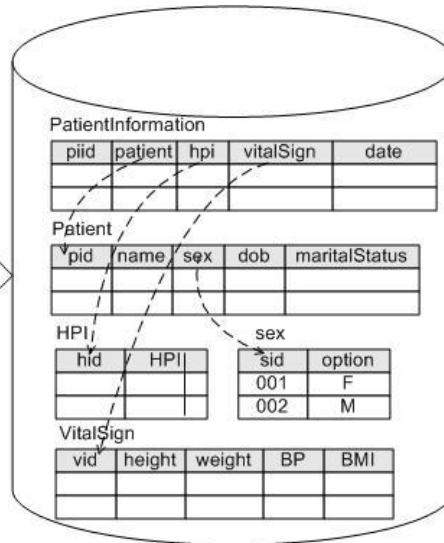 PatientInformation
piid patient hpi vitalSign date
Patient
pid name sex dob maritalStatus
HPI sex
hid HPI sid option
001 F
002 M
VitalSign
vid height weight BP BMI